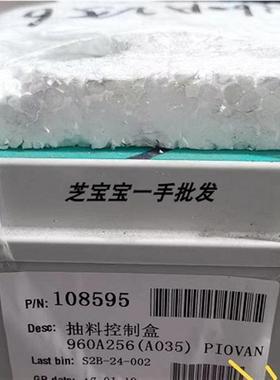 芝宝宝一手批发
P/N: 108595
Desc: 抽料控制盒
960A256(A035) PIOVAN
Last bin: S2B-24-002